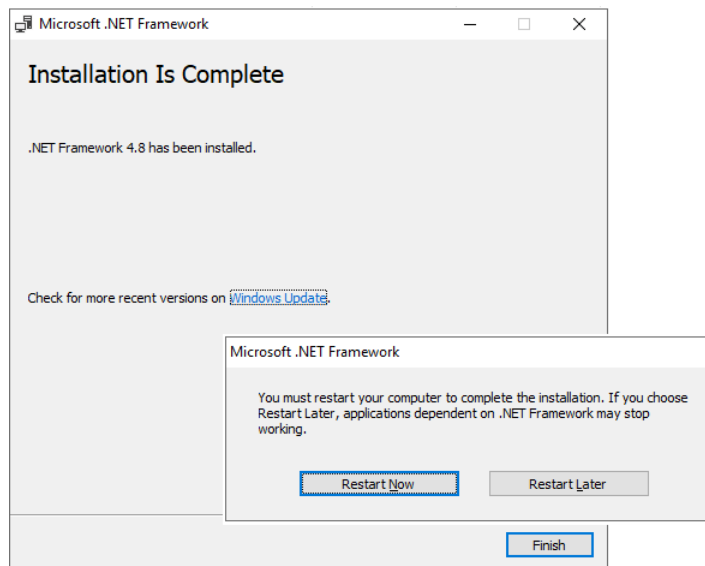 Microsoft .NET Framework
Installation Is Complete
.NET Framework 4.8 has been installed.
Check for more recent versions on Windows Update.
Microsoft .NET Framework
You must restart your computer to complete the installation. If you choose
Restart Later, applications dependent on .NET Framework may stop
working.
Restart Now
Restart Later
Finish